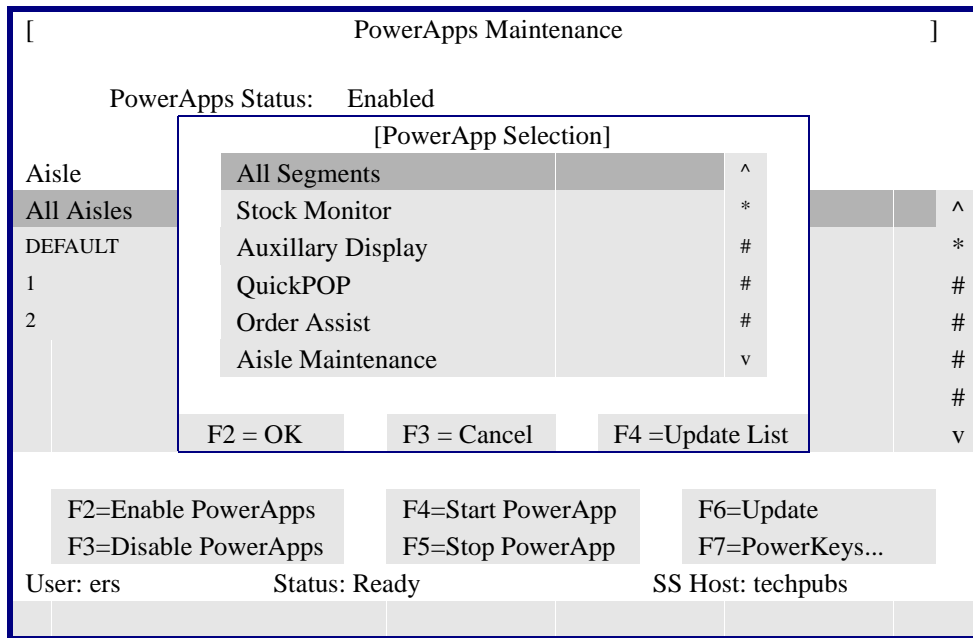 [ PowerApps Maintenance ]
PowerApps Status: Enabled
[PowerApp Selection]
Aisle
All Segments ^
All Aisles
Stock Monitor *
^
DEFAULT
Auxillary Display #
*
1
QuickPOP #
#
2
Order Assist #
#
Aisle Maintenance v
#
#
F2 = OK F3 = Cancel F4 =Update List
v
F2=Enable PowerApps F4=Start PowerApp F6=Update
F3=Disable PowerApps F5=Stop PowerApp F7=PowerKeys...
User: ers Status: Ready SS Host: techpubs